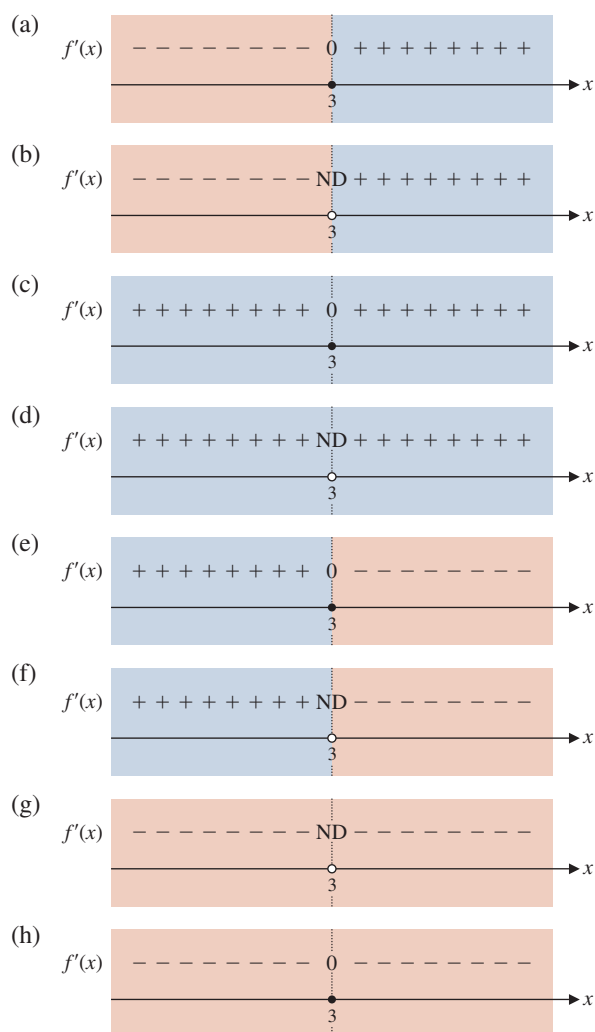 (a)
f′(x) − − − − − − − − 0 + + + + + + + +
x
3
(b)
f′(x) − − − − − − − − ND + + + + + + + +
x
3
(c)
f′(x) + + + + + + + + 0 + + + + + + + +
x
3
(d)
f′(x) + + + + + + + + ND + + + + + + + +
x
3
(e)
f′(x) + + + + + + + + 0 − − − − − − − −
x
3
(f)
f′(x) + + + + + + + + ND − − − − − − − −
x
3
(g)
f′(x) − − − − − − − − ND − − − − − − − −
x
3
(h)
f′(x) − − − − − − − − 0 − − − − − − − −
x
3